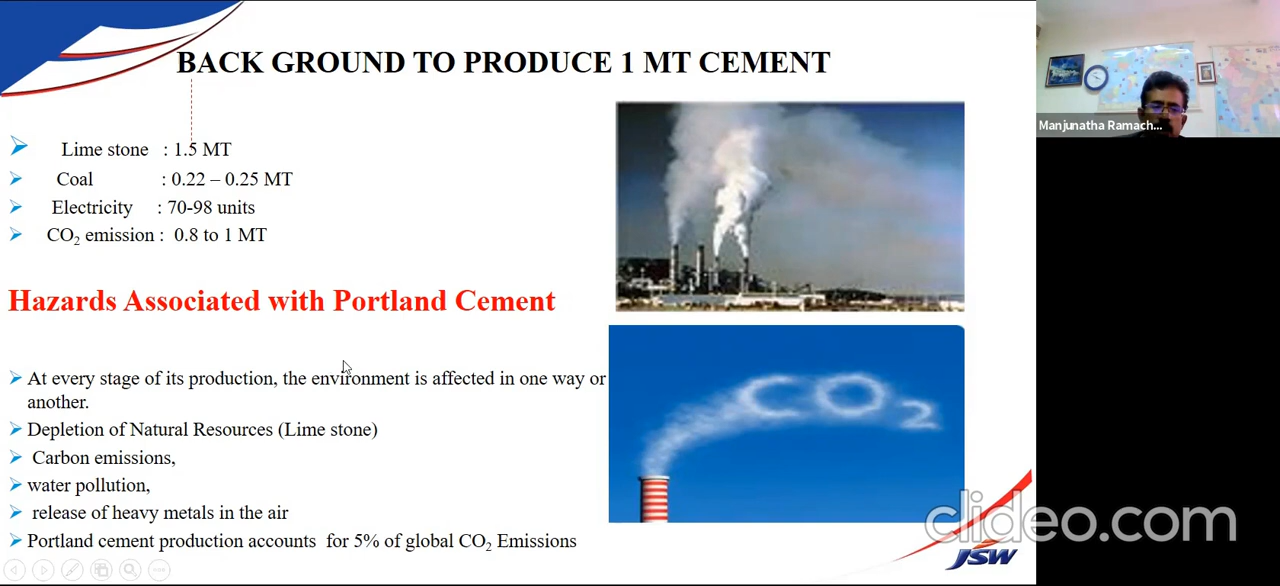 BACK GROUND TO PRODUCE 1 MT CEMENT
Lime stone : 1.5 MT
Coal : 0.22 – 0.25 MT
Electricity : 70-98 units
CO2 emission : 0.8 to 1 MT
Hazards Associated with Portland Cement
At every stage of its production, the environment is affected in one way or
another.
Depletion of Natural Resources (Lime stone)
Carbon emissions,
water pollution,
release of heavy metals in the air
Portland cement production accounts for 5% of global CO2 Emissions
CO2
JSW
Manjunatha Ramach...
clideo.com